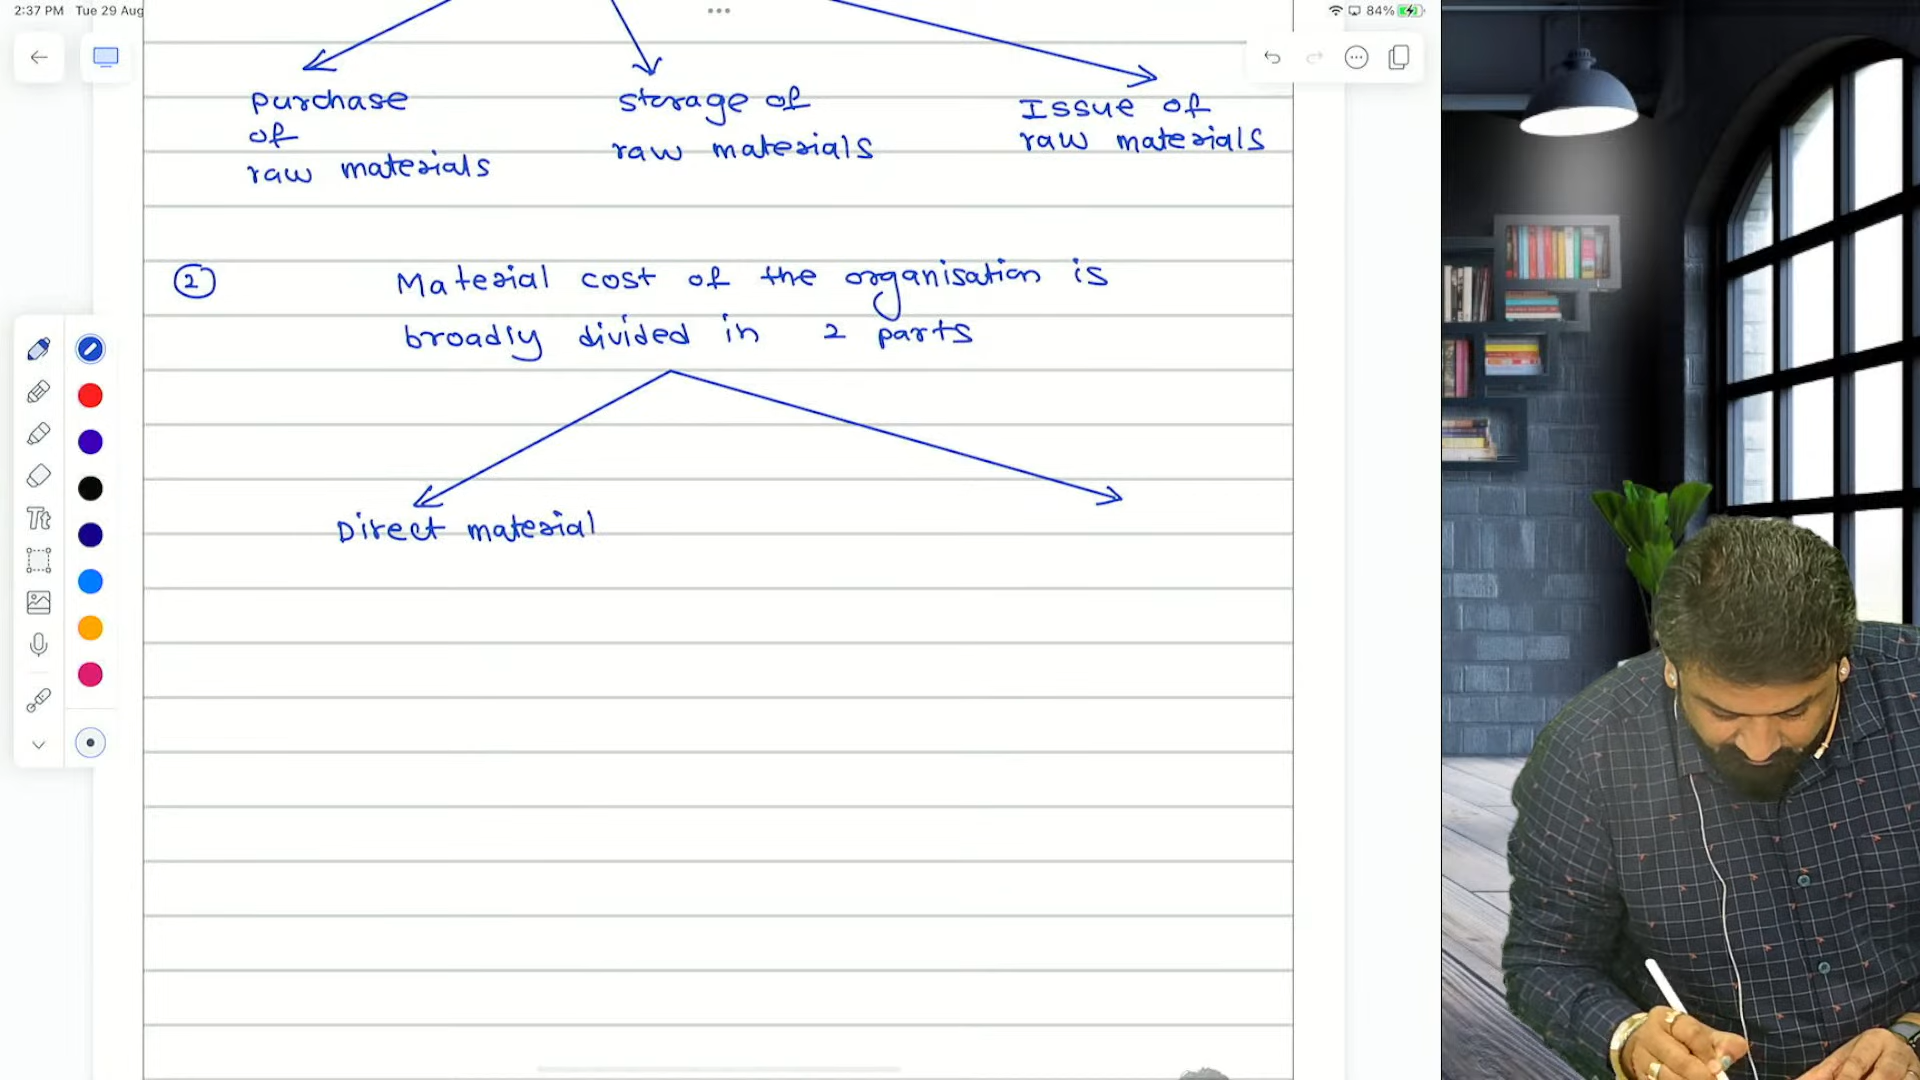 2:37 PM Tue 29 Aug
84%
Purchase
of
raw materials
storage of
raw materials
Issue of
raw materials
2
Material cost of the organisation is
broadly divided in 2 parts
Direct material
Tt